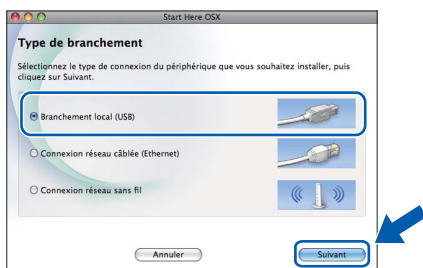 Start Here OSX
Type de branchement
Sélectionnez le type de connexion du périphérique que vous souhaitez installer, puis
cliquez sur Suivant.
Branchement local (USB)
Connexion réseau câblée (Ethernet)
Connexion réseau sans fil
Annuler
Suivant